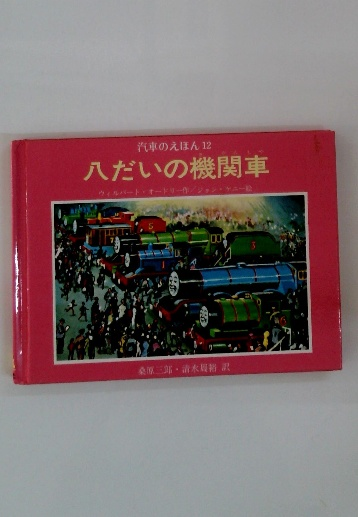 汽車のえほん 12
八だいの機関車
ウィルバート・オードリー作/ジョン・ケニー絵
5
3
桑原三郎・清水周裕 訳